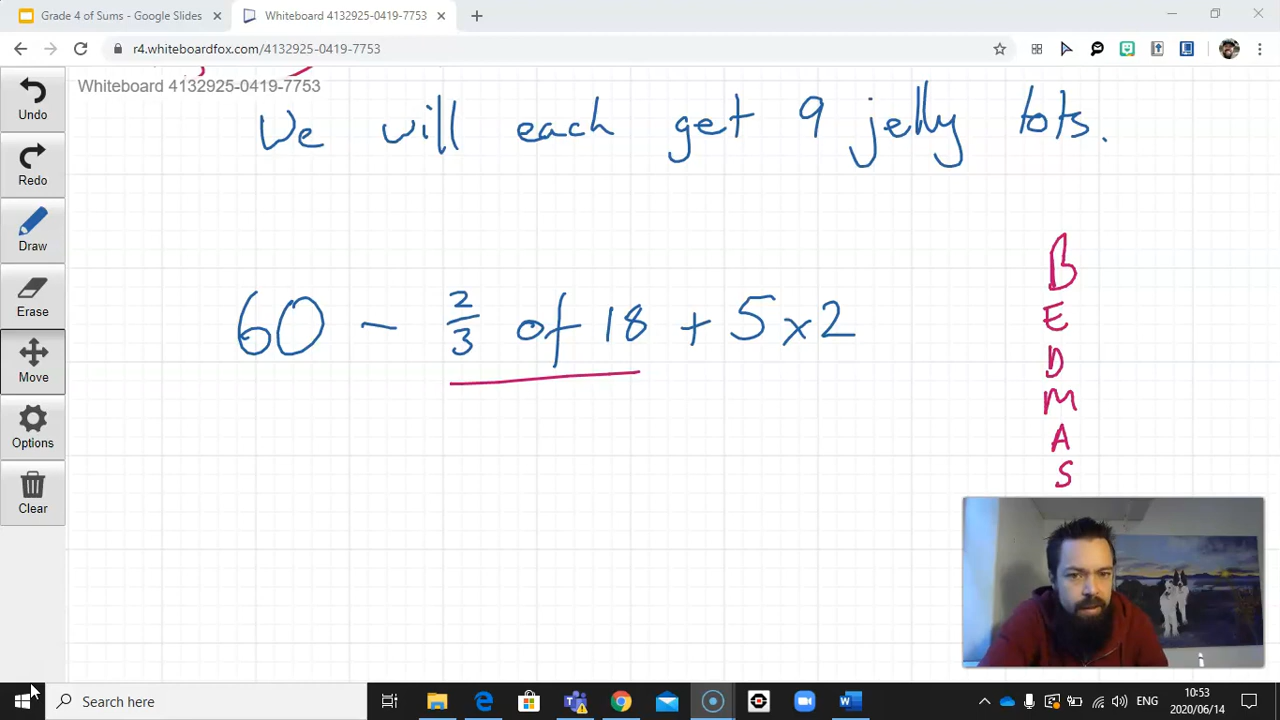 Grade 4 of Sums - Google Slides
Whiteboard 4132925-0419-7753
r4.whiteboardfox.com/4132925-0419-7753
Whiteboard 4132925-0419-7753
Undo
Redo
Draw
Erase
Move
Options
Clear
We will each get 9 jelly tots.
60 - 2/3 of 18 + 5 x 2
B
E
D
M
A
S
Search here
ENG
10:53
2020/06/14